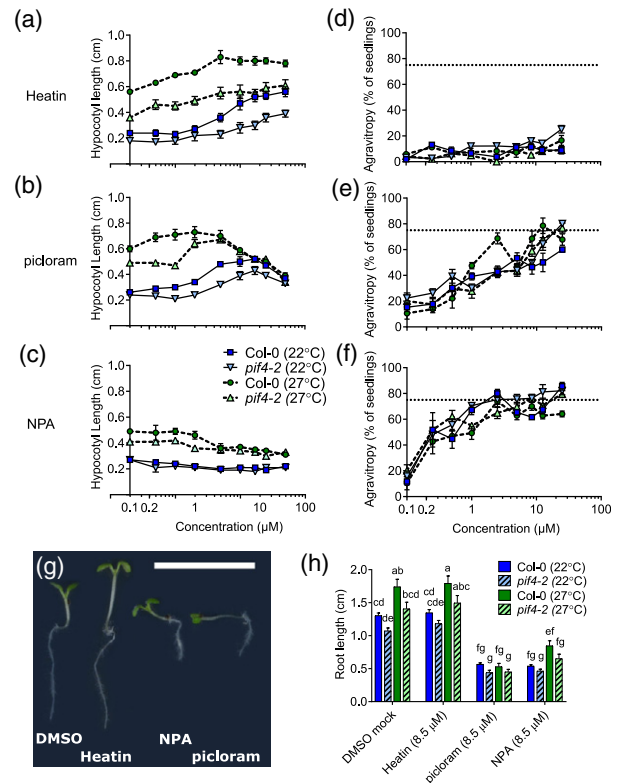 (a)
Heatin
Hypocotyl length (cm)
1.0
0.8
0.6
0.4
0.2
(d)
Agravitropy (% of seedlings)
100
80
60
40
20
0
(b)
picloram
Hypocotyl Length (cm)
1.0
0.8
0.6
0.4
0.2
(e)
Agravitropy (% of seedlings)
100
80
60
40
20
0
(c)
NPA
Hypocotyl Length (cm)
1.0
0.8
0.6
0.4
0.2
Col-0 (22°C)
pif4-2 (22°C)
Col-0 (27°C)
pif4-2 (27°C)
0.1 0.2 1 10
Concentration (µM)
(f)
Agravitropy (% of seedlings)
100
80
60
40
20
0
0.1 0.2 1 10
Concentration (µM)
(g)
DMSO
Heatin
NPA
picloram
(h)
Root length (cm)
2.0
1.5
1.0
0.5
0.0
Col-0 (22°C)
pif4-2 (22°C)
Col-0 (27°C)
pif4-2 (27°C)
cd de ab bcd
cd cde a abc
fg g fg g
fg g ef fg
DMSO mock
Heatin (8.5 µM)
picloram (8.5 µM)
NPA (8.5 µM)